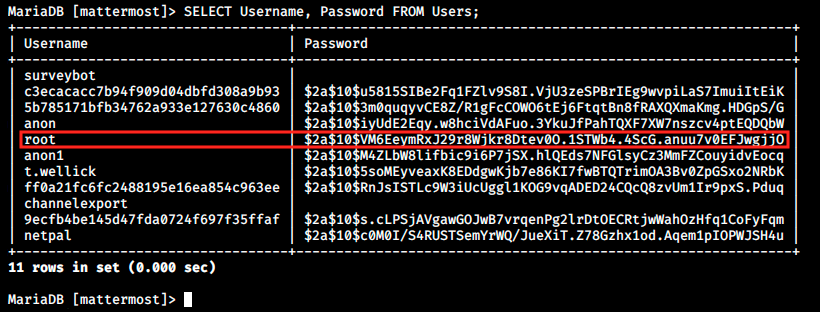 MariaDB [mattermost]> SELECT Username, Password FROM Users;
+----------------------------------+--------------------------------------------------------------+
| Username | Password |
+----------------------------------+--------------------------------------------------------------+
| surveybot | |
| c3ecacacc7b94f909d04dbfd308a9b93 | $2a$10$u5815SIBe2Fq1FZlv9S8I.VjU3zeSPBrIEg9wvpiLaS7ImuiItEiK |
| 5b785171bfb34762a933e127630c4860 | $2a$10$3m0quqyvCE8Z/R1gFcCOWO6tEj6FtqtBn8fRAXQXmaKmg.HDGpS/G |
| anon | $2a$10$iyUdE2Eqy.w8hciVdAFuo.3YkuJfPahTQXF7XW7nszcv4ptEQDQbW |
| root | $2a$10$VM6EeymRxJ29r8Wjkr8Dtev0O.1STWb4.4ScG.anuu7v0EFJwgjjO |
| anon1 | $2a$10$M4ZLbW8lifbic9i6P7jSX.hlQEds7NFGlsyCz3MmFZCouyidvEocq |
| t.wellick | $2a$10$5soMEyveaxK8EDdgwKjb7e86KI7fwBTQTrimOA3Bv0ZpGSxo2NRbK |
| ff0a21fc6fc2488195e16ea854c963ee | $2a$10$RnJsISTLc9W3iUcUggl1KOG9vqADED24CQcQ8zvUm1Ir9pxS.Pduq |
| channelexport | |
| 9ecfb4be145d47fda0724f697f35ffaf | $2a$10$s.cLPSjAVgawGOJwB7vrqenPg2lrDtOECRtjwWahOzHfq1CoFyFqm |
| netpal | $2a$10$c0M0I/S4RUSTSemYrWQ/JueXiT.Z78Gzhx1od.Aqem1pIOPWJSH4u |
+----------------------------------+--------------------------------------------------------------+
11 rows in set (0.000 sec)
MariaDB [mattermost]>